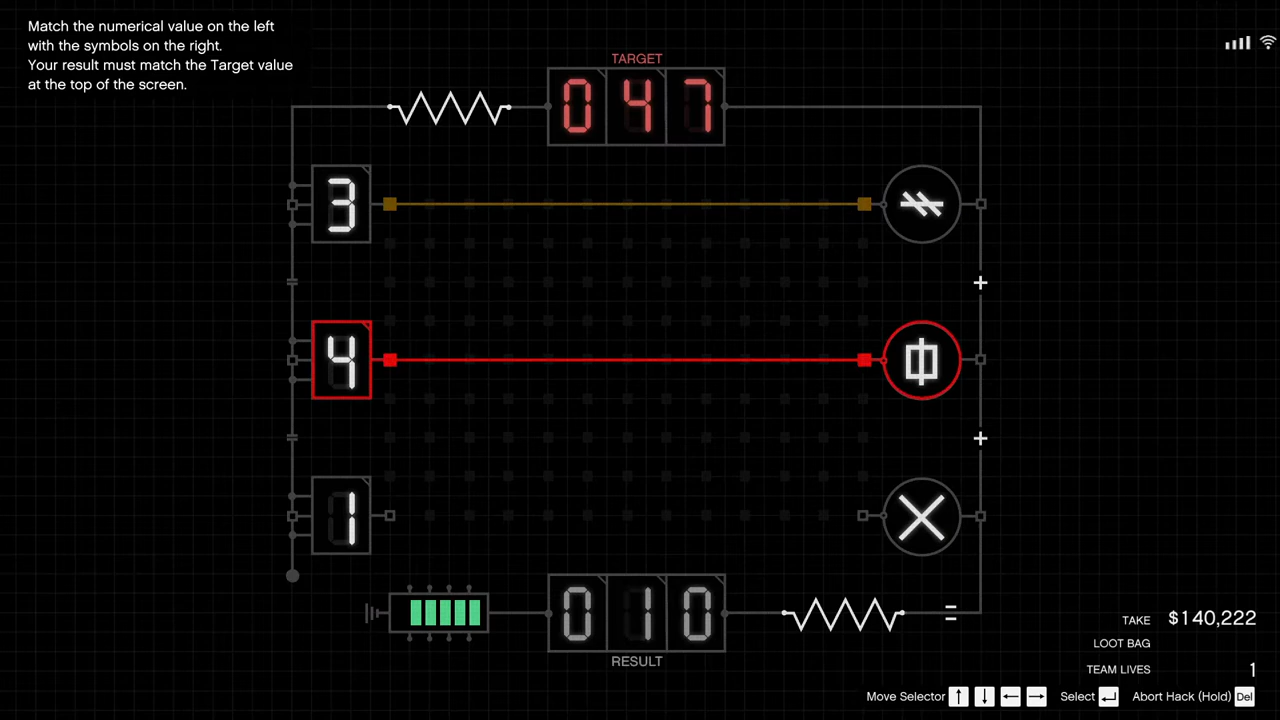 Match the numerical value on the left
with the symbols on the right.
Your result must match the Target value
at the top of the screen.
TARGET
047
3
+
4
+
1
010
=
RESULT
TAKE $140,222
LOOT BAG
TEAM LIVES 1
Move Selector ↑ ↓ ← → Select ↵ Abort Hack (Hold) Del